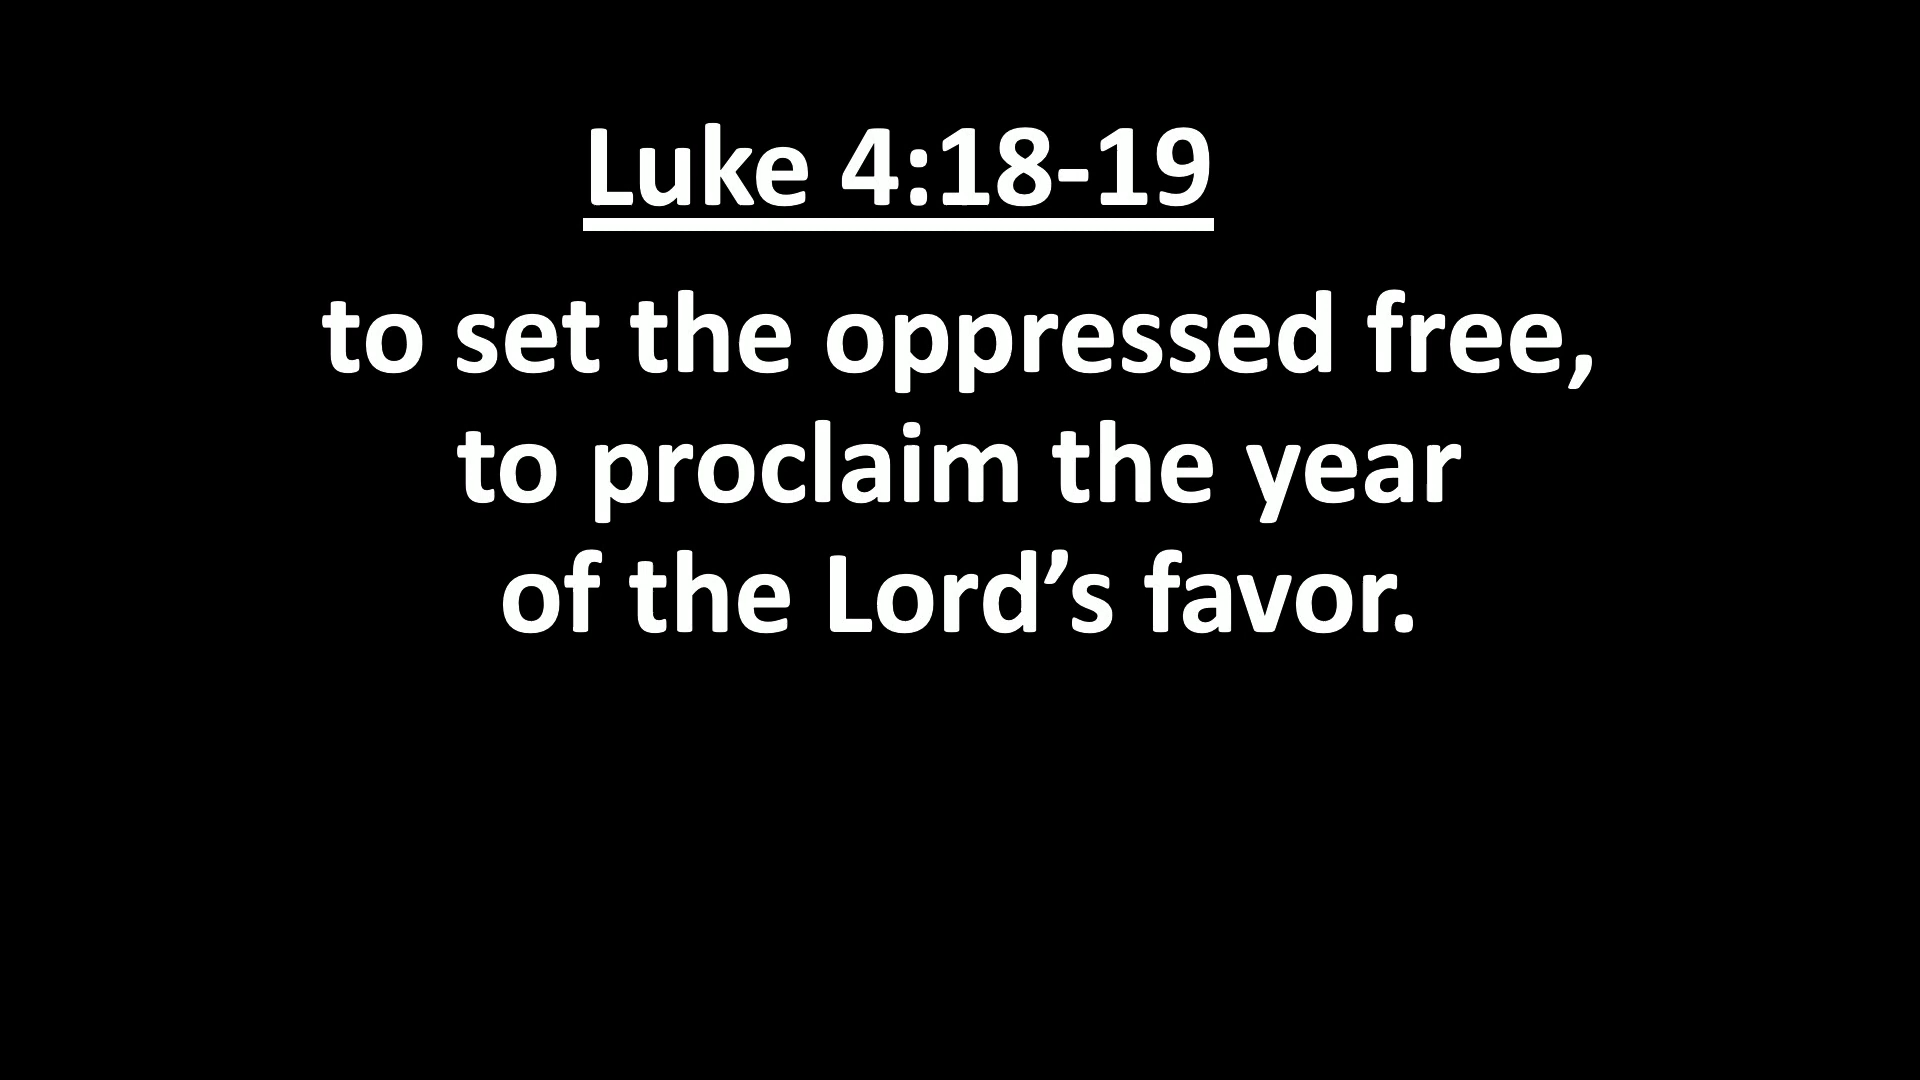 Luke 4:18-19
to set the oppressed free,
to proclaim the year
of the Lord’s favor.